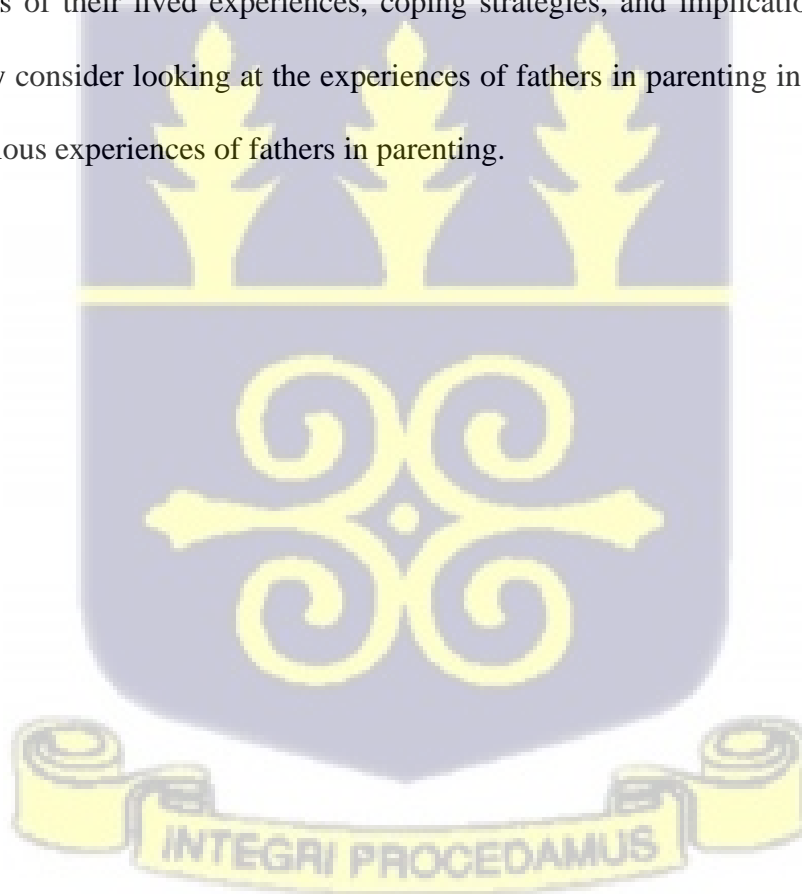 s of their lived experiences, coping strategies, and implicatio
y consider looking at the experiences of fathers in parenting in
ious experiences of fathers in parenting.
INTEGRI PROCEDAMUS